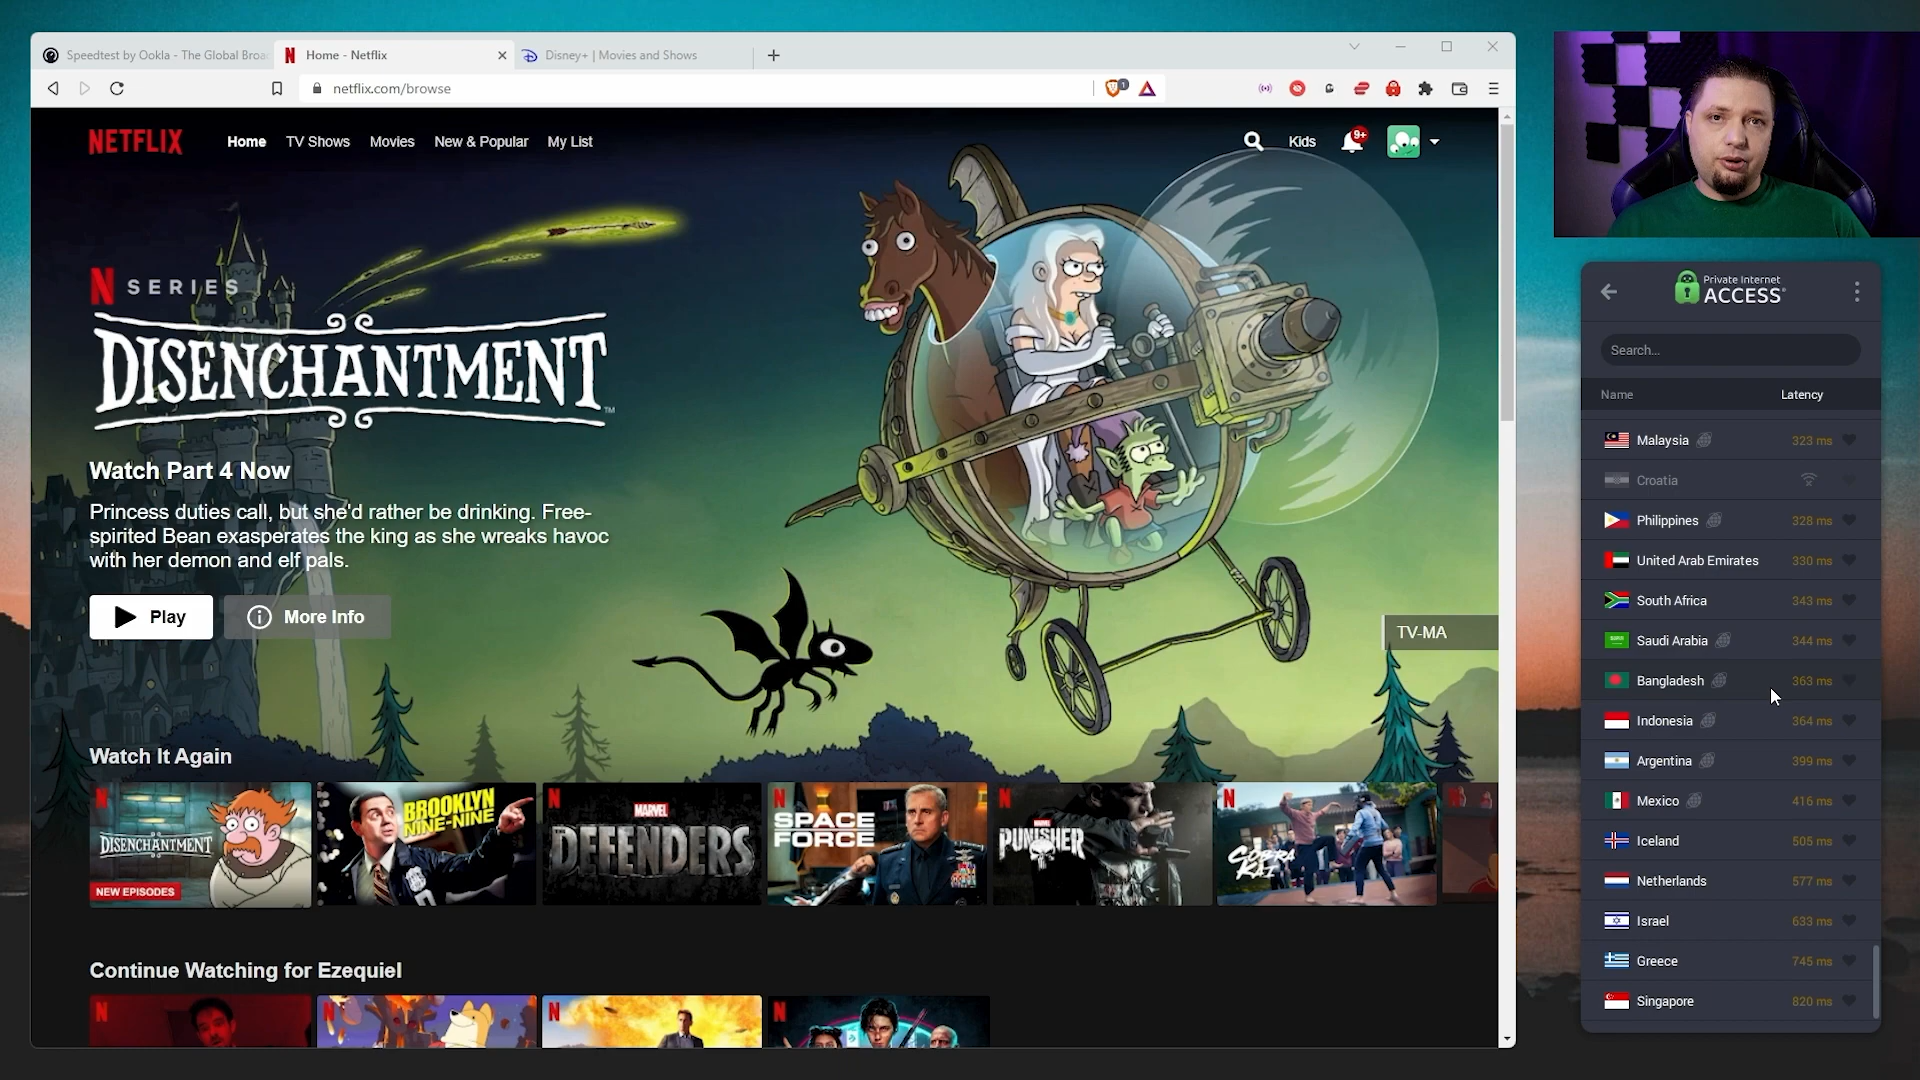 Speedtest by Ookla - The Global Broa
Home - Netflix
Disney+ | Movies and Shows
netflix.com/browse
1
NETFLIX
Home
TV Shows
Movies
New & Popular
My List
Kids
9+
N SERIES
DISENCHANTMENT™
Watch Part 4 Now
Princess duties call, but she'd rather be drinking. Free-
spirited Bean exasperates the king as she wreaks havoc
with her demon and elf pals.
Play
More Info
TV-MA
Watch It Again
DISENCHANTMENT
NEW EPISODES
BROOKLYN
NINE-NINE
MARVEL
DEFENDERS
SPACE
FORCE
MARVEL
PUNISHER
COBRA
KAI
Continue Watching for Ezequiel
Private Internet
ACCESS
Search...
Name Latency
Malaysia 323 ms
Croatia
Philippines 328 ms
United Arab Emirates 330 ms
South Africa 343 ms
Saudi Arabia 344 ms
Bangladesh 363 ms
Indonesia 364 ms
Argentina 399 ms
Mexico 416 ms
Iceland 505 ms
Netherlands 577 ms
Israel 633 ms
Greece 745 ms
Singapore 820 ms